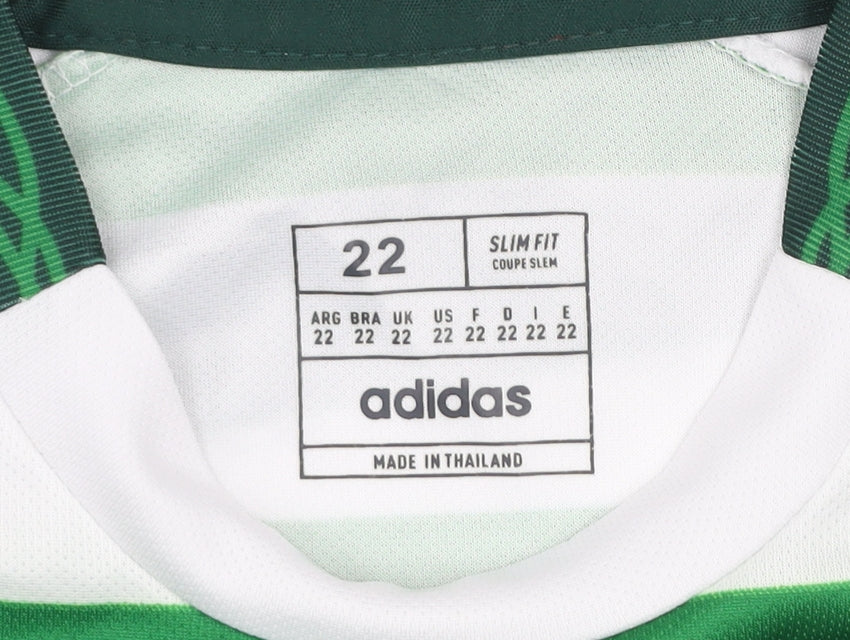 22
SLIM FIT
COUPE SLEM
ARG BRA UK US F D I E
22 22 22 22 22 22 22 22
adidas
MADE IN THAILAND